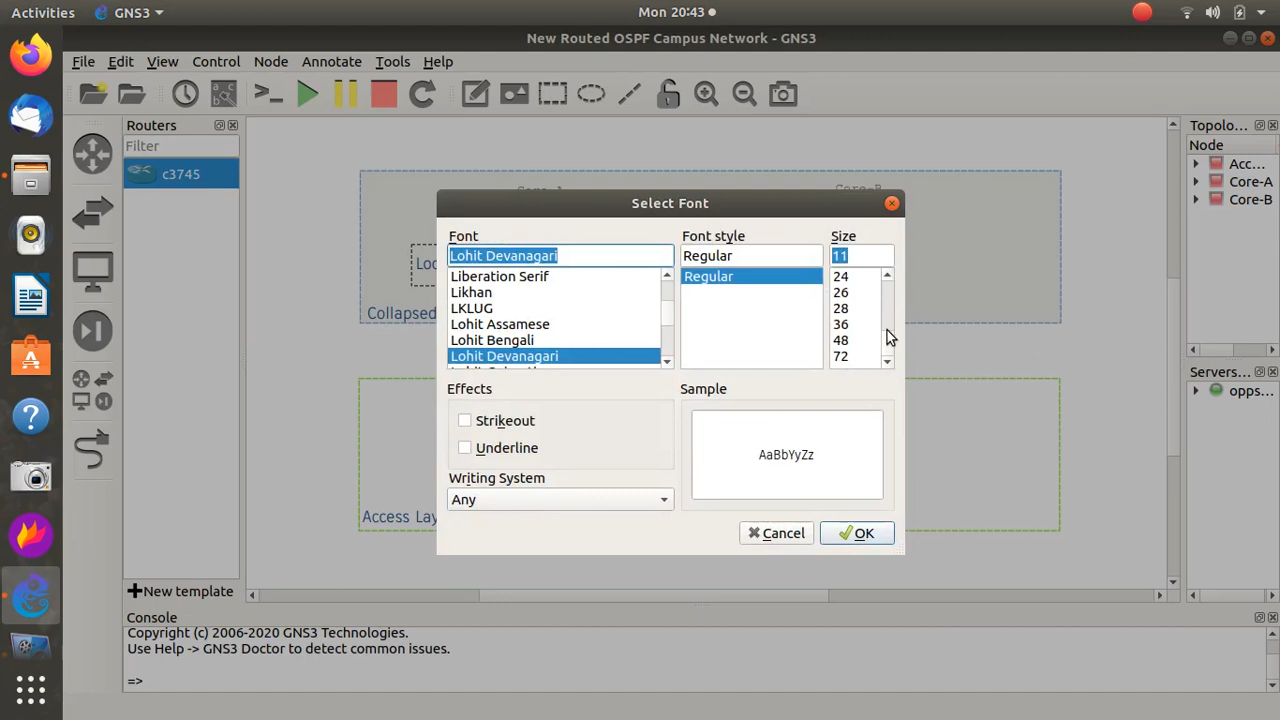 Activities
GNS3
Mon 20:43
New Routed OSPF Campus Network - GNS3
File Edit View Control Node Annotate Tools Help
Routers
Filter
c3745
New template
Collapsed
Access Lay
Select Font
Font
Lohit Devanagari
Liberation Serif
Likhan
LKLUG
Lohit Assamese
Lohit Bengali
Lohit Devanagari
Font style
Regular
Regular
Size
11
24
26
28
36
48
72
Effects
Strikeout
Underline
Writing System
Any
Sample
AaBbYyZz
Cancel
OK
Topolo...
Node
Acc...
Core-A
Core-B
Servers...
opps...
Console
Copyright (c) 2006-2020 GNS3 Technologies.
Use Help -> GNS3 Doctor to detect common issues.
=>